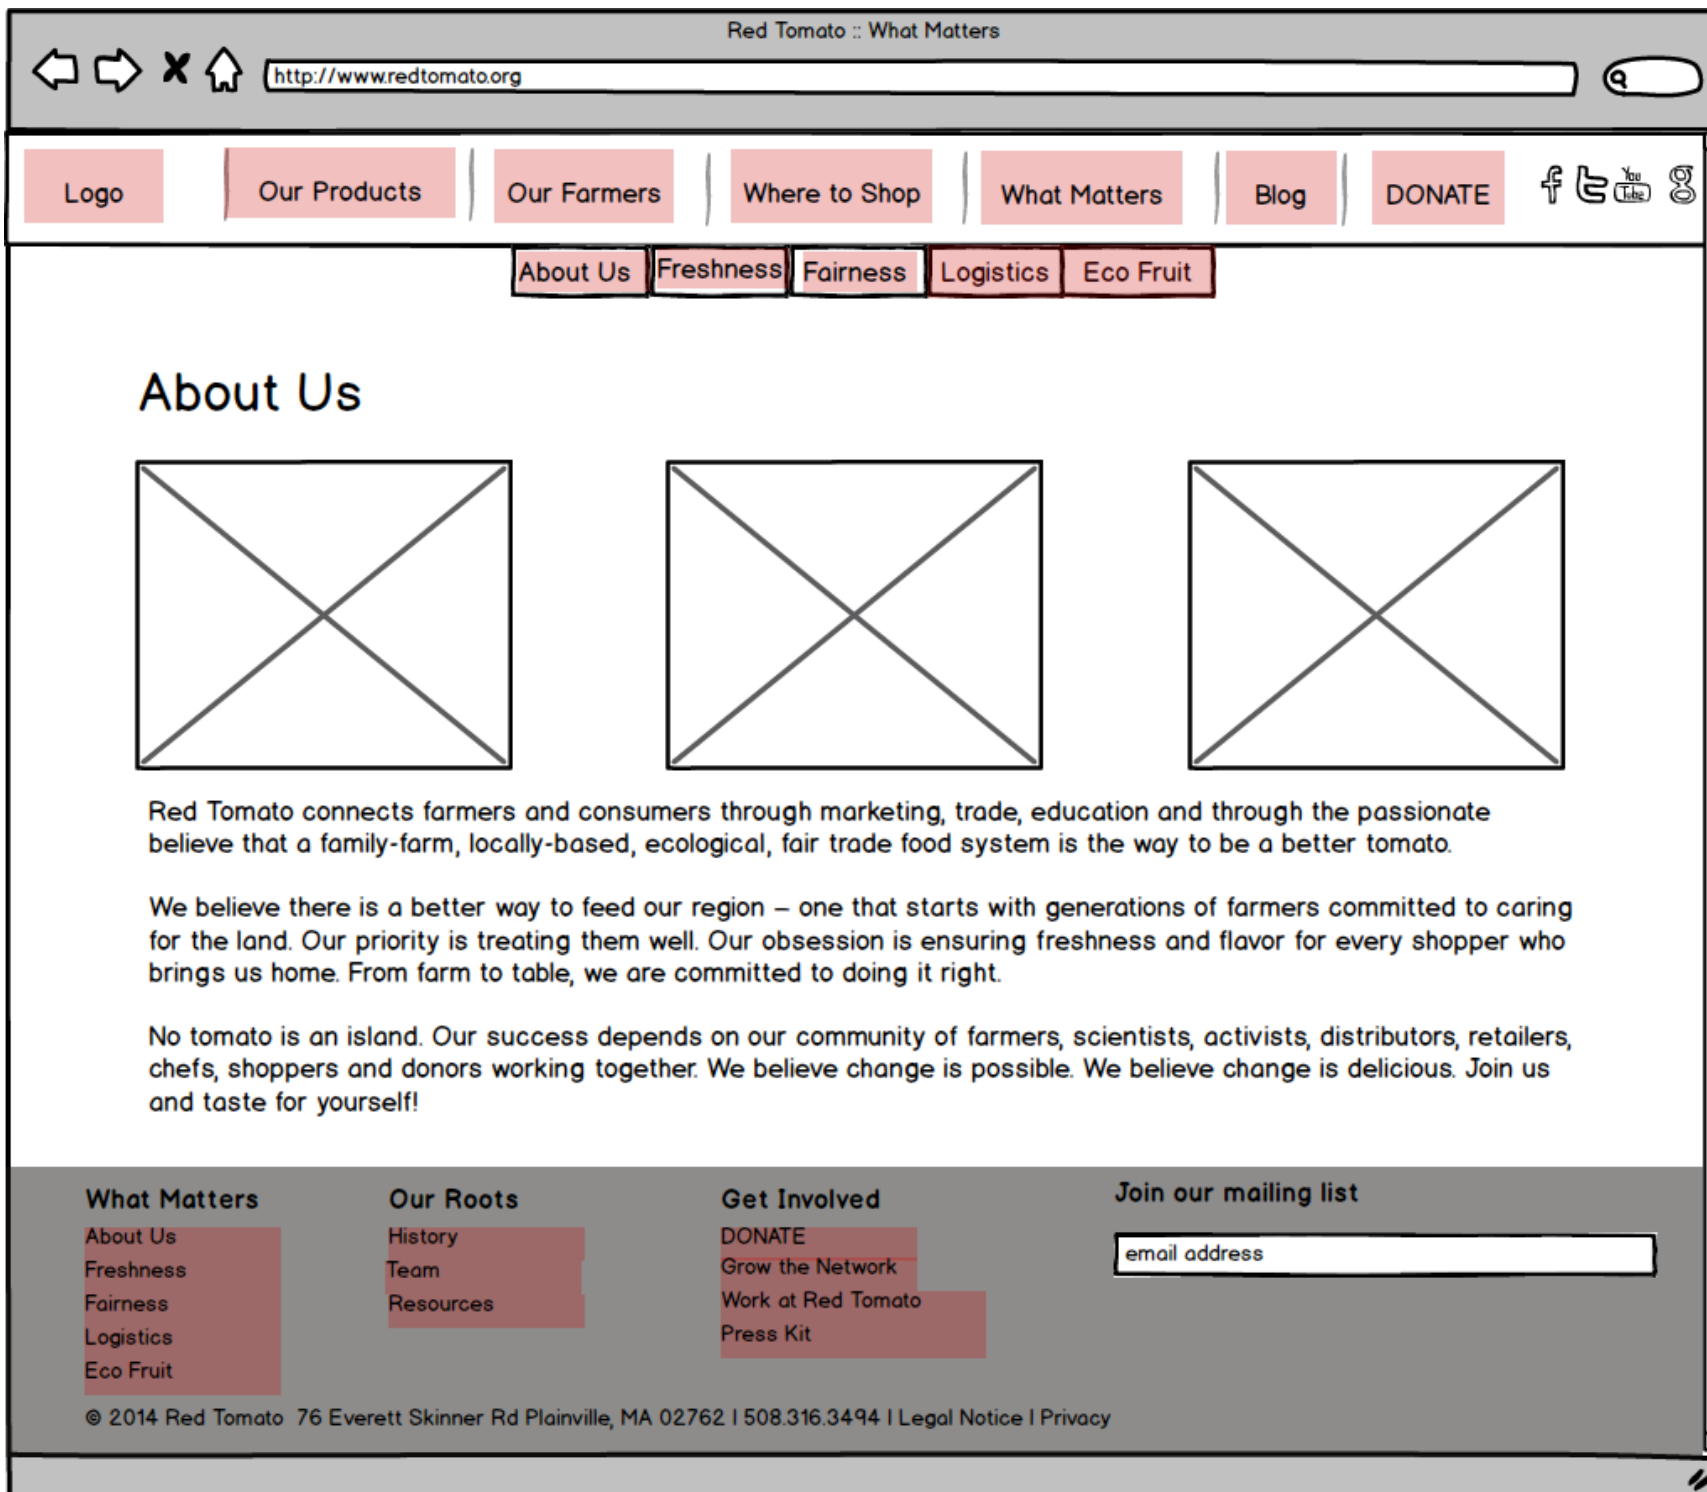 Red Tomato :: What Matters
http://www.redtomato.org
Logo
Our Products
Our Farmers
Where to Shop
What Matters
Blog
DONATE
You
Tube
About Us
Freshness
Fairness
Logistics
Eco Fruit
About Us
Red Tomato connects farmers and consumers through marketing, trade, education and through the passionate
believe that a family-farm, locally-based, ecological, fair trade food system is the way to be a better tomato.
We believe there is a better way to feed our region – one that starts with generations of farmers committed to caring
for the land. Our priority is treating them well. Our obsession is ensuring freshness and flavor for every shopper who
brings us home. From farm to table, we are committed to doing it right.
No tomato is an island. Our success depends on our community of farmers, scientists, activists, distributors, retailers,
chefs, shoppers and donors working together. We believe change is possible. We believe change is delicious. Join us
and taste for yourself!
What Matters
About Us
Freshness
Fairness
Logistics
Eco Fruit
Our Roots
History
Team
Resources
Get Involved
DONATE
Grow the Network
Work at Red Tomato
Press Kit
Join our mailing list
email address
© 2014 Red Tomato  76 Everett Skinner Rd Plainville, MA 02762 | 508.316.3494 | Legal Notice | Privacy